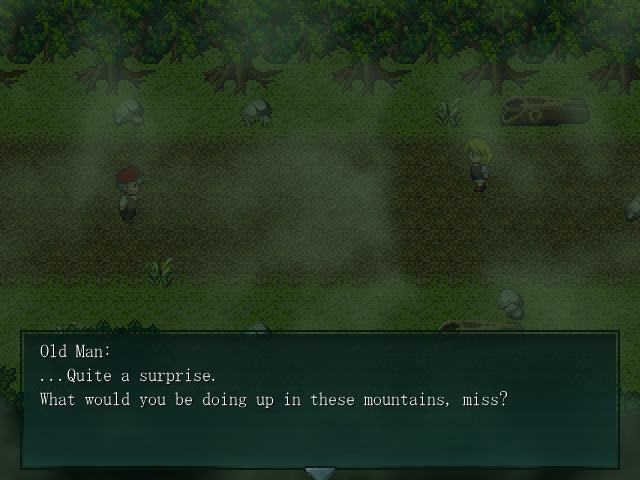 Old Man:
...Quite a surprise.
What would you be doing up in these mountains, miss?